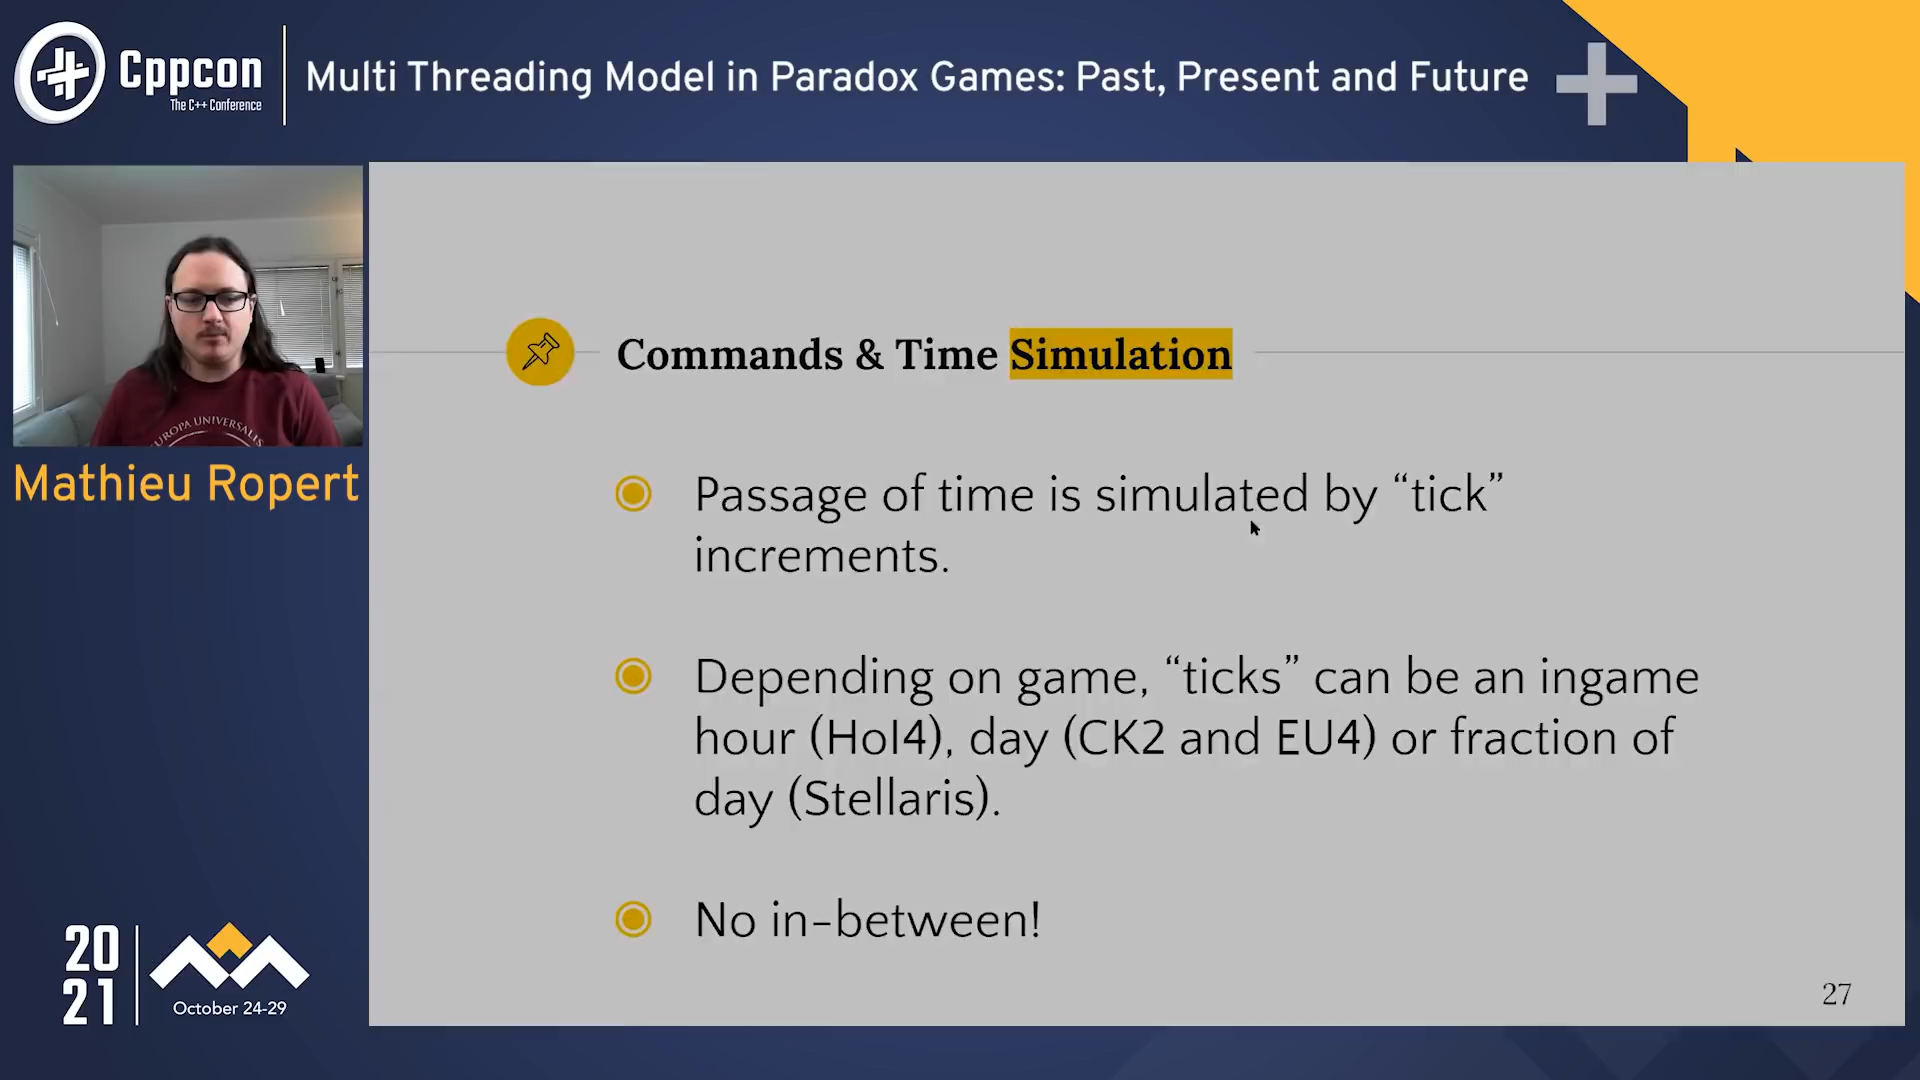 Cppcon
The C++ Conference
Multi Threading Model in Paradox Games: Past, Present and Future
EUROPA UNIVERSALIS
Mathieu Ropert
Commands & Time Simulation
Passage of time is simulated by “tick”
increments.
Depending on game, “ticks” can be an ingame
hour (HoI4), day (CK2 and EU4) or fraction of
day (Stellaris).
No in-between!
27
20
21
October 24-29